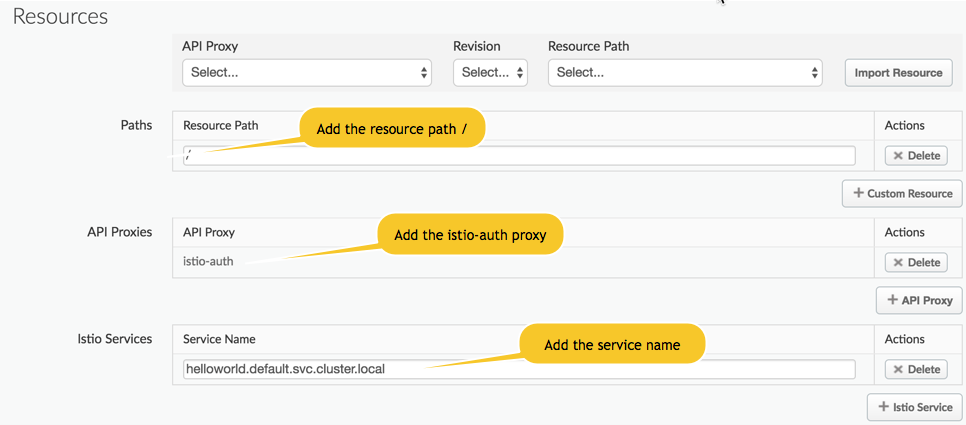 Resources
API Proxy Revision Resource Path
Select... Select... Select... Import Resource
Paths Resource Path Add the resource path / Actions
/ Delete
+ Custom Resource
API Proxies API Proxy Add the istio-auth proxy Actions
istio-auth Delete
+ API Proxy
Istio Services Service Name Add the service name Actions
helloworld.default.svc.cluster.local Delete
+ Istio Service